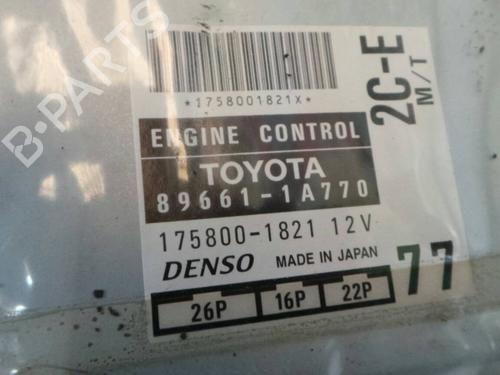 B-PARTS
*1758001821X*
2C-E
M/T
ENGINE CONTROL
TOYOTA
89661-1A770
175800-1821 12V
DENSO MADE IN JAPAN
77
26P 16P 22P